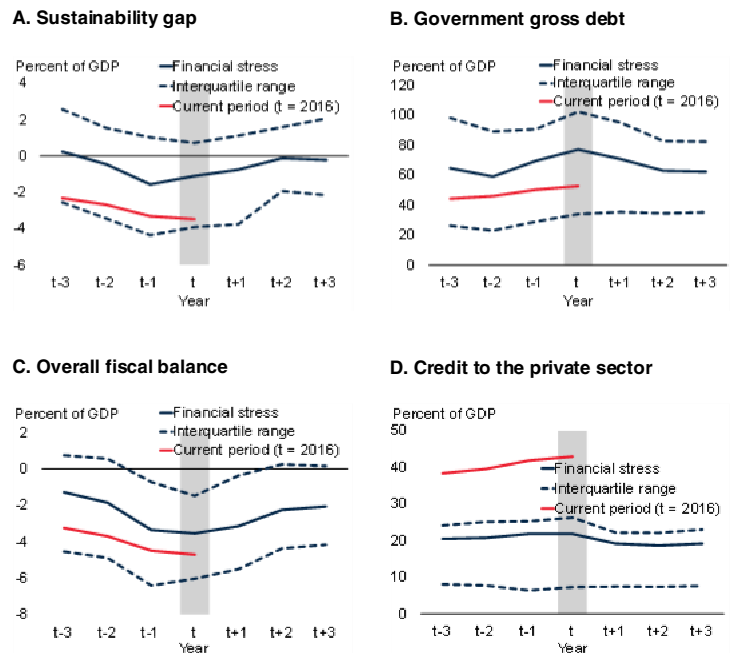 A. Sustainability gap
Percent of GDP
Financial stress
Interquartile range
Current period (t = 2016)
4
2
0
-2
-4
-6
t-3 t-2 t-1 t t+1 t+2 t+3
Year
B. Government gross debt
Percent of GDP
Financial stress
Interquartile range
Current period (t = 2016)
120
100
80
60
40
20
0
t-3 t-2 t-1 t t+1 t+2 t+3
Year
C. Overall fiscal balance
Percent of GDP
Financial stress
Interquartile range
Current period (t = 2016)
2
0
-2
-4
-6
-8
t-3 t-2 t-1 t t+1 t+2 t+3
Year
D. Credit to the private sector
Percent of GDP
50
40
30
20
10
0
Financial stress
Interquartile range
Current period (t = 2016)
t-3 t-2 t-1 t t+1 t+2 t+3
Year